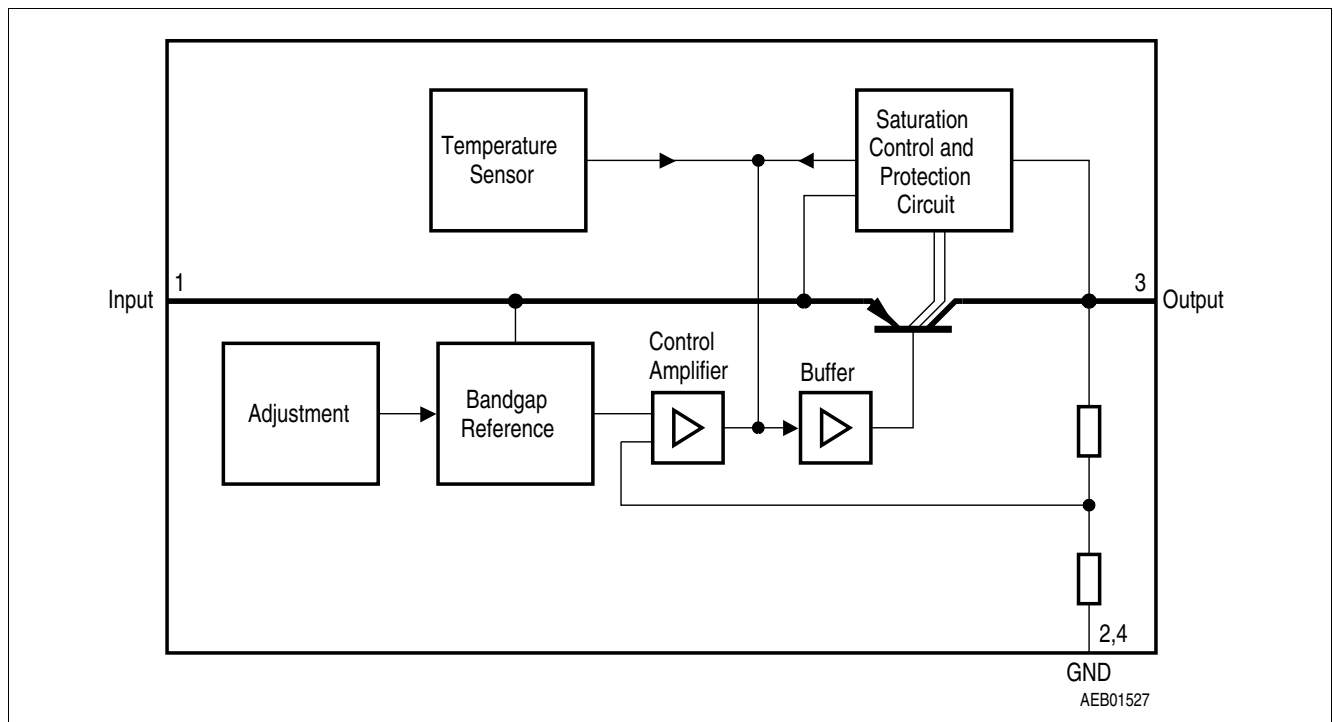 Temperature
Sensor
Saturation
Control and
Protection
Circuit
Input
1
3
Output
Adjustment
Bandgap
Reference
Control
Amplifier
Buffer
2,4
GND
AEB01527